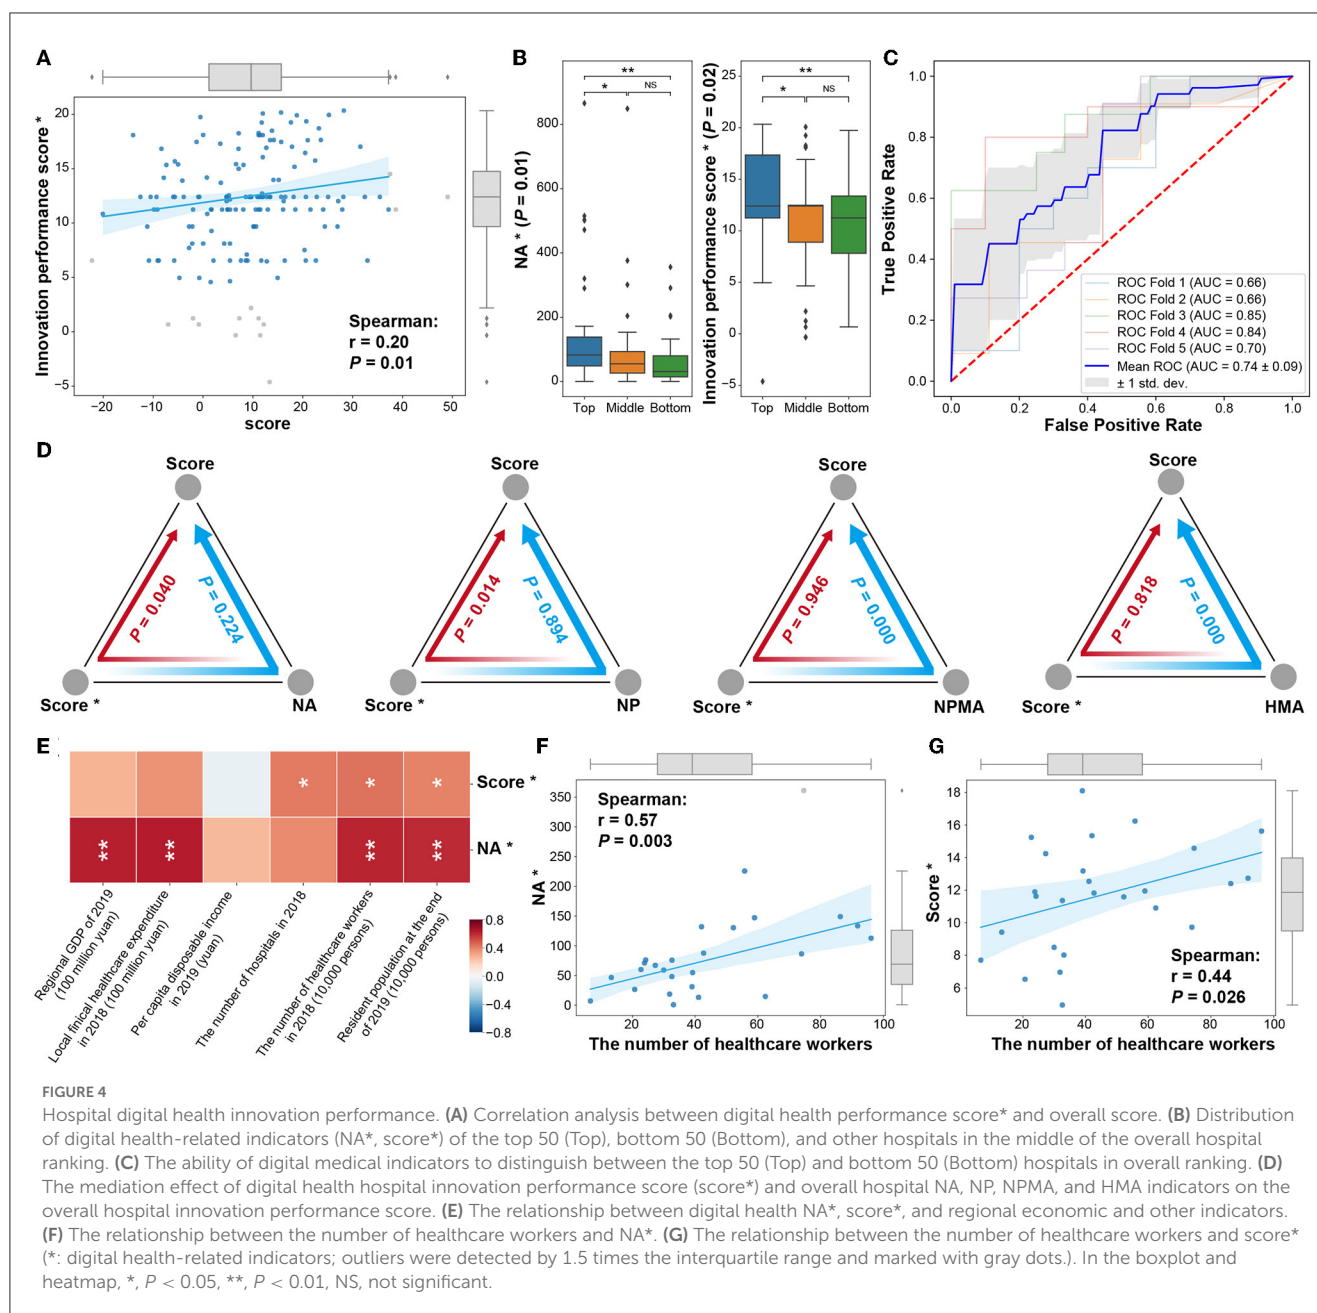 A
Innovation performance score *
20
15
10
5
0
−5
−20
−10
0
10
20
30
40
50
score
Spearman:
r = 0.20
P = 0.01
B
NA * (P = 0.01)
800
600
400
200
0
**
*
NS
Top
Middle
Bottom
Innovation performance score * (P = 0.02)
25
20
15
10
5
0
−5
**
*
NS
Top
Middle
Bottom
C
True Positive Rate
1.0
0.8
0.6
0.4
0.2
0.0
0.0
0.2
0.4
0.6
0.8
1.0
False Positive Rate
ROC Fold 1 (AUC = 0.66)
ROC Fold 2 (AUC = 0.66)
ROC Fold 3 (AUC = 0.85)
ROC Fold 4 (AUC = 0.84)
ROC Fold 5 (AUC = 0.70)
Mean ROC (AUC = 0.74 ± 0.09)
± 1 std. dev.
D
Score
P = 0.040
P = 0.224
Score *
NA
Score
P = 0.014
P = 0.894
Score *
NP
Score
P = 0.946
P = 0.000
Score *
NPMA
Score
P = 0.818
P = 0.000
Score *
HMA
E
*
*
*
Score *
**
**
**
**
NA *
Regional GDP of 2019
(100 million yuan)
Local finical healthcare expenditure
in 2018 (100 million yuan)
Per capita disposable income
in 2019 (yuan)
The number of hospitals in 2018
The number of healthcare workers
in 2018 (10,000 persons)
Resident population at the end
of 2019 (10,000 persons)
0.8
0.4
0.0
−0.4
−0.8
F
NA *
350
300
250
200
150
100
50
0
20
40
60
80
100
The number of healthcare workers
Spearman:
r = 0.57
P = 0.003
G
Score *
18
16
14
12
10
8
6
20
40
60
80
100
The number of healthcare workers
Spearman:
r = 0.44
P = 0.026
FIGURE 4
Hospital digital health innovation performance. (A) Correlation analysis between digital health performance score* and overall score. (B) Distribution
of digital health-related indicators (NA*, score*) of the top 50 (Top), bottom 50 (Bottom), and other hospitals in the middle of the overall hospital
ranking. (C) The ability of digital medical indicators to distinguish between the top 50 (Top) and bottom 50 (Bottom) hospitals in overall ranking. (D)
The mediation effect of digital health hospital innovation performance score (score*) and overall hospital NA, NP, NPMA, and HMA indicators on the
overall hospital innovation performance score. (E) The relationship between digital health NA*, score*, and regional economic and other indicators.
(F) The relationship between the number of healthcare workers and NA*. (G) The relationship between the number of healthcare workers and score*
(*: digital health-related indicators; outliers were detected by 1.5 times the interquartile range and marked with gray dots.). In the boxplot and
heatmap, *, P < 0.05, **, P < 0.01, NS, not significant.